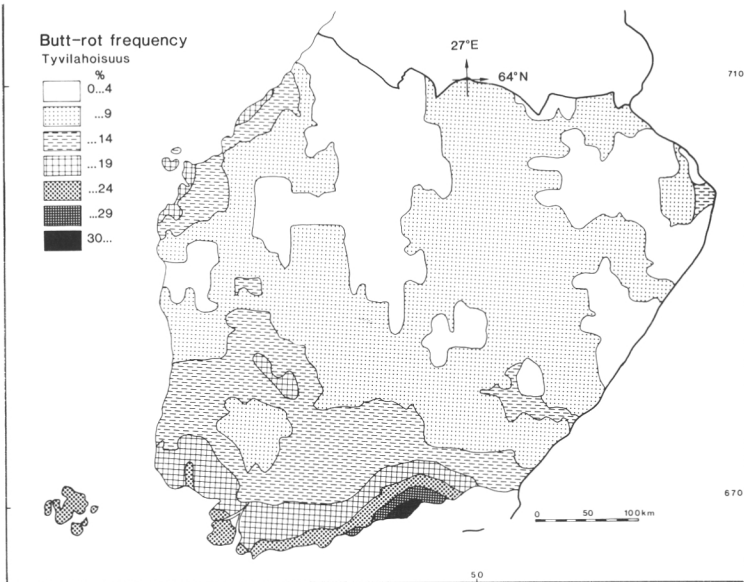 Butt-rot frequency
Tyvilahoisuus
%
0...4
...9
...14
...19
...24
...29
30...
27°E
64°N
710
670
0 50 100km
50